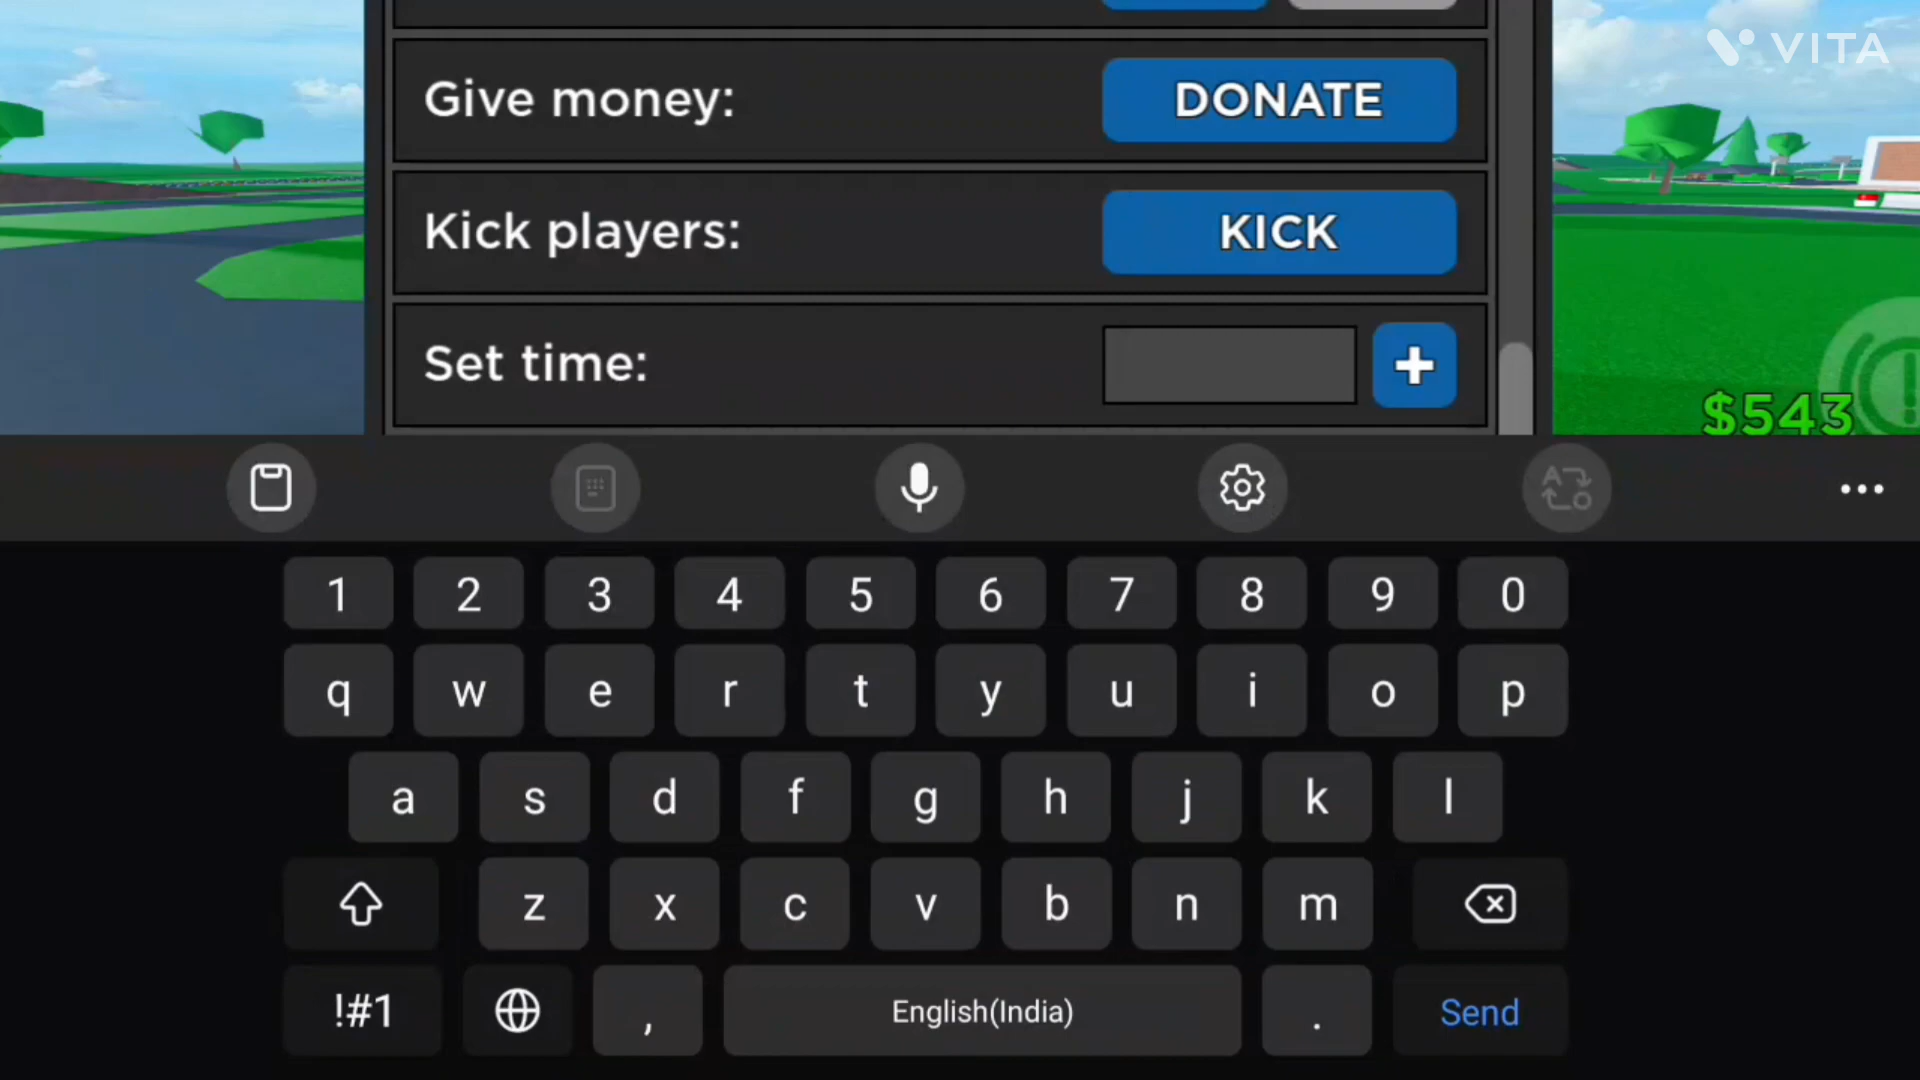 VITA
Give money: DONATE
Kick players: KICK
Set time: +
$543
1 2 3 4 5 6 7 8 9 0
q w e r t y u i o p
a s d f g h j k l
z x c v b n m
!#1 , English(India) . Send